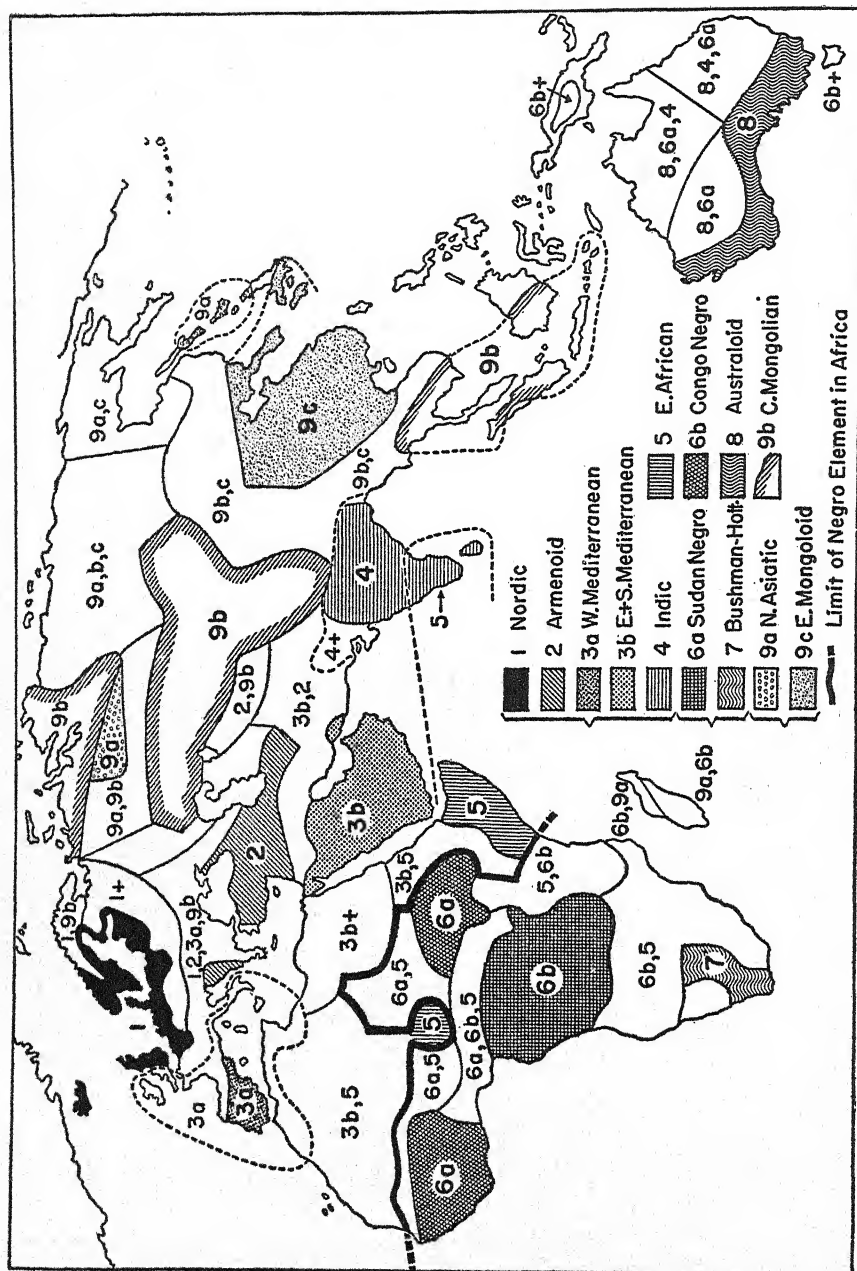 1,9b
1+
1
1,2,3a,9b
3a
3a
2
9b
9a
9a,9b
9a,b,c
9a,c
9b
9a
2,9b
9b,c
9c
3b,2
4+
4
9b,c
5
9b
6b+
3b
3b+
3b,5
3b,5
6a,5
5
6a,5
6a
6a
6a,6b,5
5
6b
5,6b
6b,5
7
6b,9a
9a,6b
8,6a,4
8,4,6a
8,6a
8
6b+
1 Nordic
2 Armenoid
3a W. Mediterranean
3b E+S.Mediterranean
4 Indic 5 E.African
6a Sudan Negro 6b Congo Negro
7 Bushman-Hott. 8 Australoid
9a N.Asiatic 9b C.Mongolian
9c E.Mongoloid
Limit of Negro Element in Africa